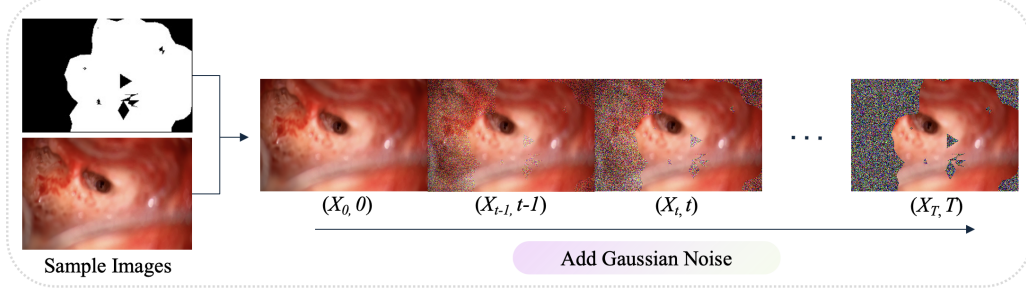 Sample Images
(X0, 0)
(Xt-1, t-1)
(Xt, t)
. . .
(XT, T)
Add Gaussian Noise